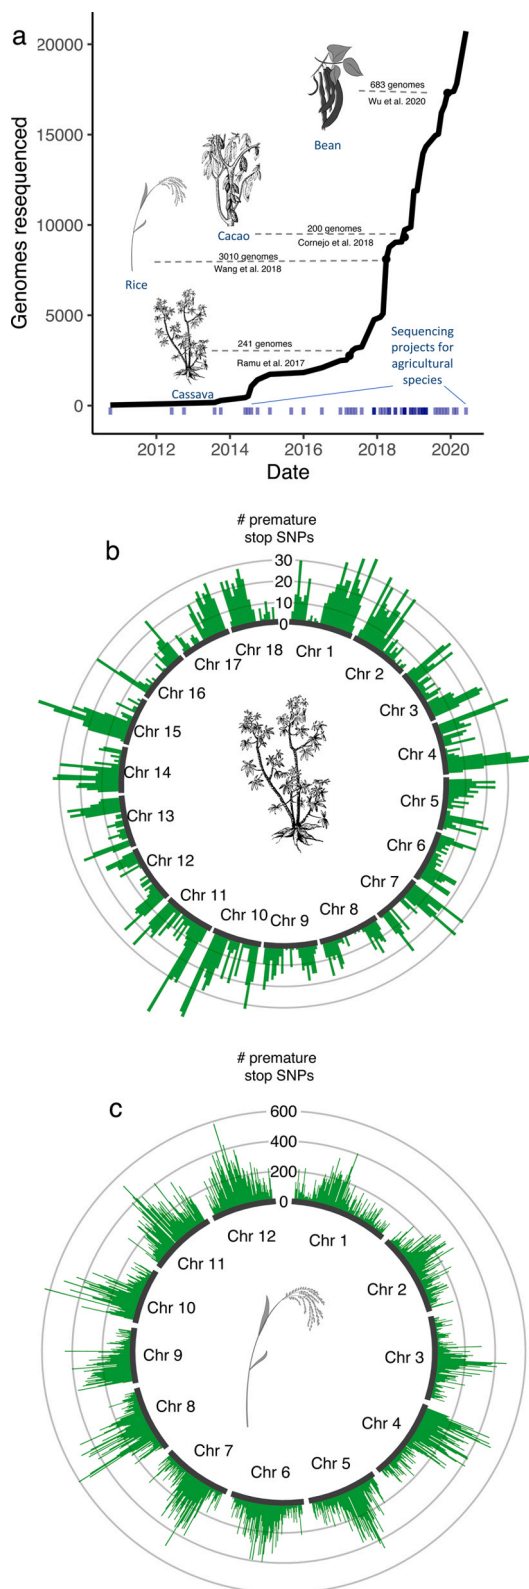 a
20000
15000
10000
5000
0
Genomes resequenced
683 genomes
Wu et al. 2020
Bean
Cacao
200 genomes
Cornejo et al. 2018
3010 genomes
Wang et al. 2018
Rice
241 genomes
Ramu et al. 2017
Cassava
Sequencing
projects for
agricultural
species
2012 2014 2016 2018 2020
Date
# premature
stop SNPs
b
30
20
10
0
Chr 1
Chr 2
Chr 3
Chr 4
Chr 5
Chr 6
Chr 7
Chr 8
Chr 9
Chr 10
Chr 11
Chr 12
Chr 13
Chr 14
Chr 15
Chr 16
Chr 17
Chr 18
# premature
stop SNPs
c
600
400
200
0
Chr 1
Chr 2
Chr 3
Chr 4
Chr 5
Chr 6
Chr 7
Chr 8
Chr 9
Chr 10
Chr 11
Chr 12